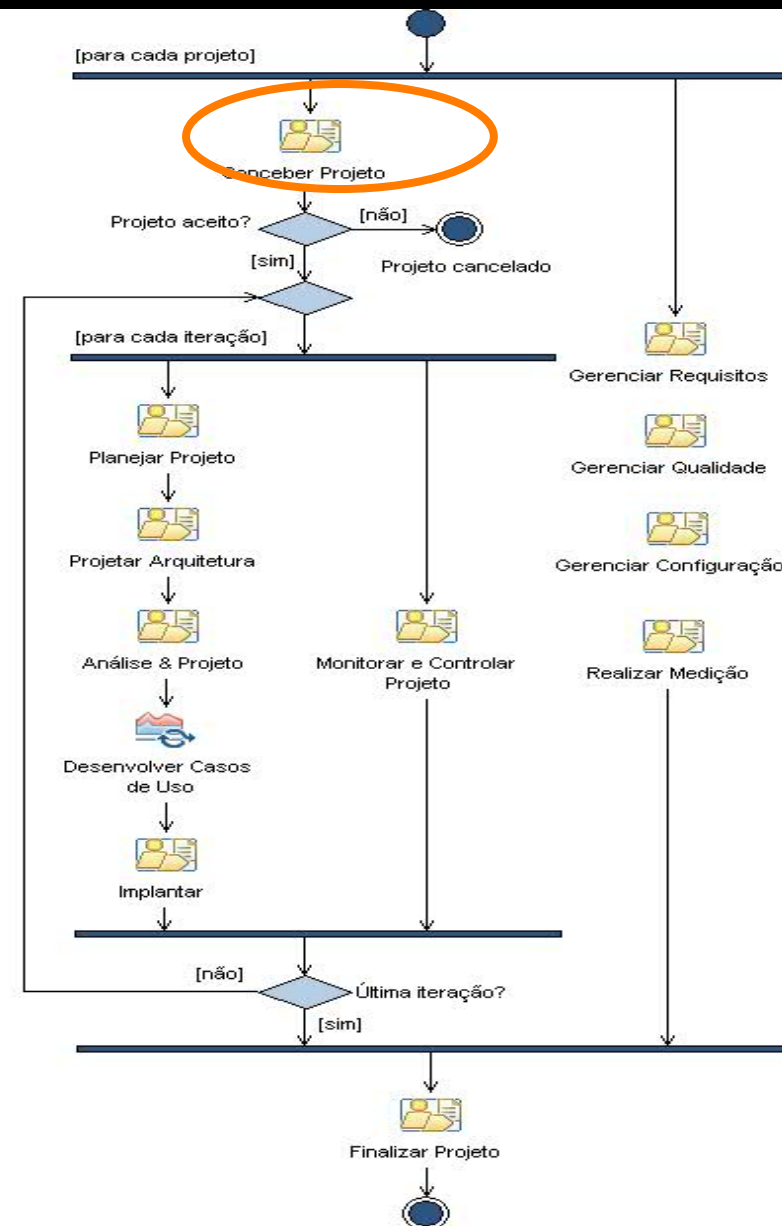 [para cada projeto]
Conceber Projeto
Projeto aceito?
[não]
[sim]
Projeto cancelado
[para cada iteração]
Gerenciar Requisitos
Planejar Projeto
Gerenciar Qualidade
Projetar Arquitetura
Gerenciar Configuração
Análise & Projeto
Monitorar e Controlar
Projeto
Realizar Medição
Desenvolver Casos
de Uso
Implantar
[não]
Última iteração?
[sim]
Finalizar Projeto